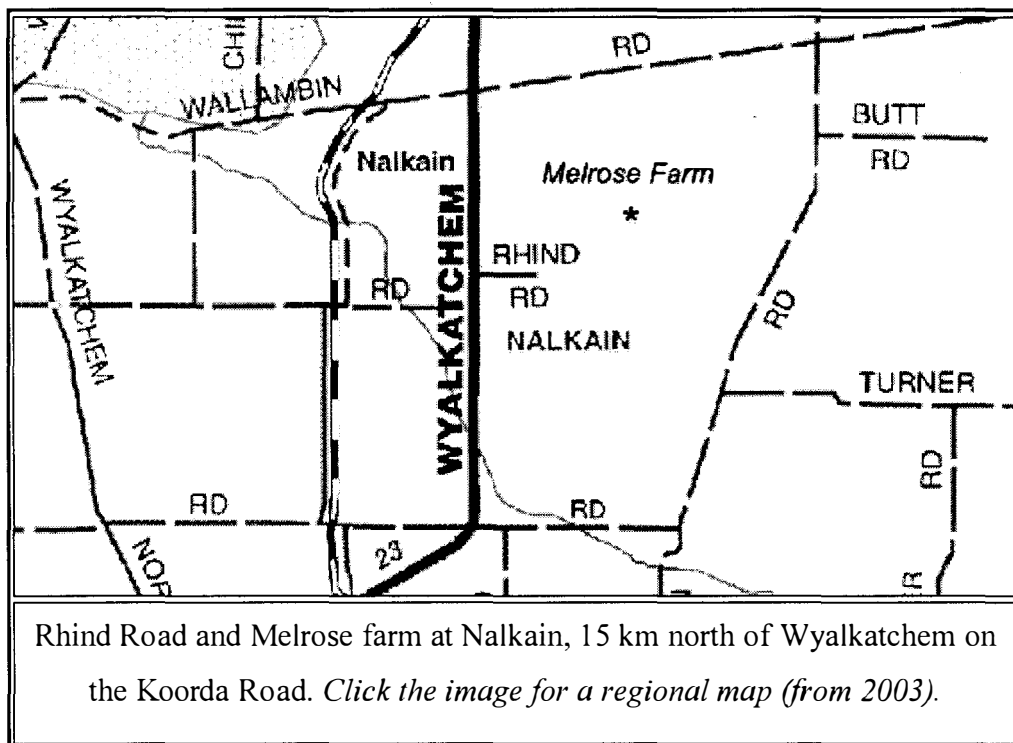 CHI
RD
WALLAMBIN
BUTT
RD
Nalkain
Melrose Farm
*
WYALKATCHEM
WYALKATCHEM
RHIND
RD
RD
RD
NALKAIN
TURNER
RD
RD
RD
23
NOR
Rhind Road and Melrose farm at Nalkain, 15 km north of Wyalkatchem on
the Koorda Road. Click the image for a regional map (from 2003).